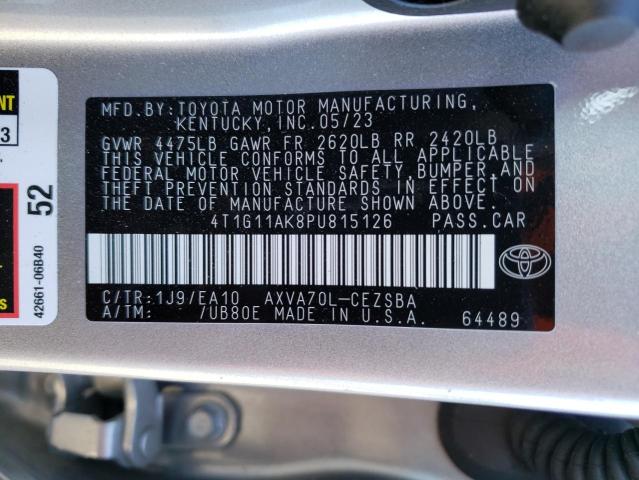 MFD.BY:TOYOTA MOTOR MANUFACTURING,
KENTUCKY,INC.05/23
GVWR 4475LB GAWR FR 2620LB RR 2420LB
THIS VEHICLE CONFORMS TO ALL APPLICABLE
FEDERAL MOTOR VEHICLE SAFETY,BUMPER,AND
THEFT PREVENTION STANDARDS IN EFFECT ON
THE DATE OF MANUFACTURE SHOWN ABOVE.
4T1G11AK8PU815126 PASS.CAR
C/TR:1J9/EA10 AXVA70L-CEZSBA
A/TM: /UB80E MADE IN U.S.A. 64489
52
42661-06B40